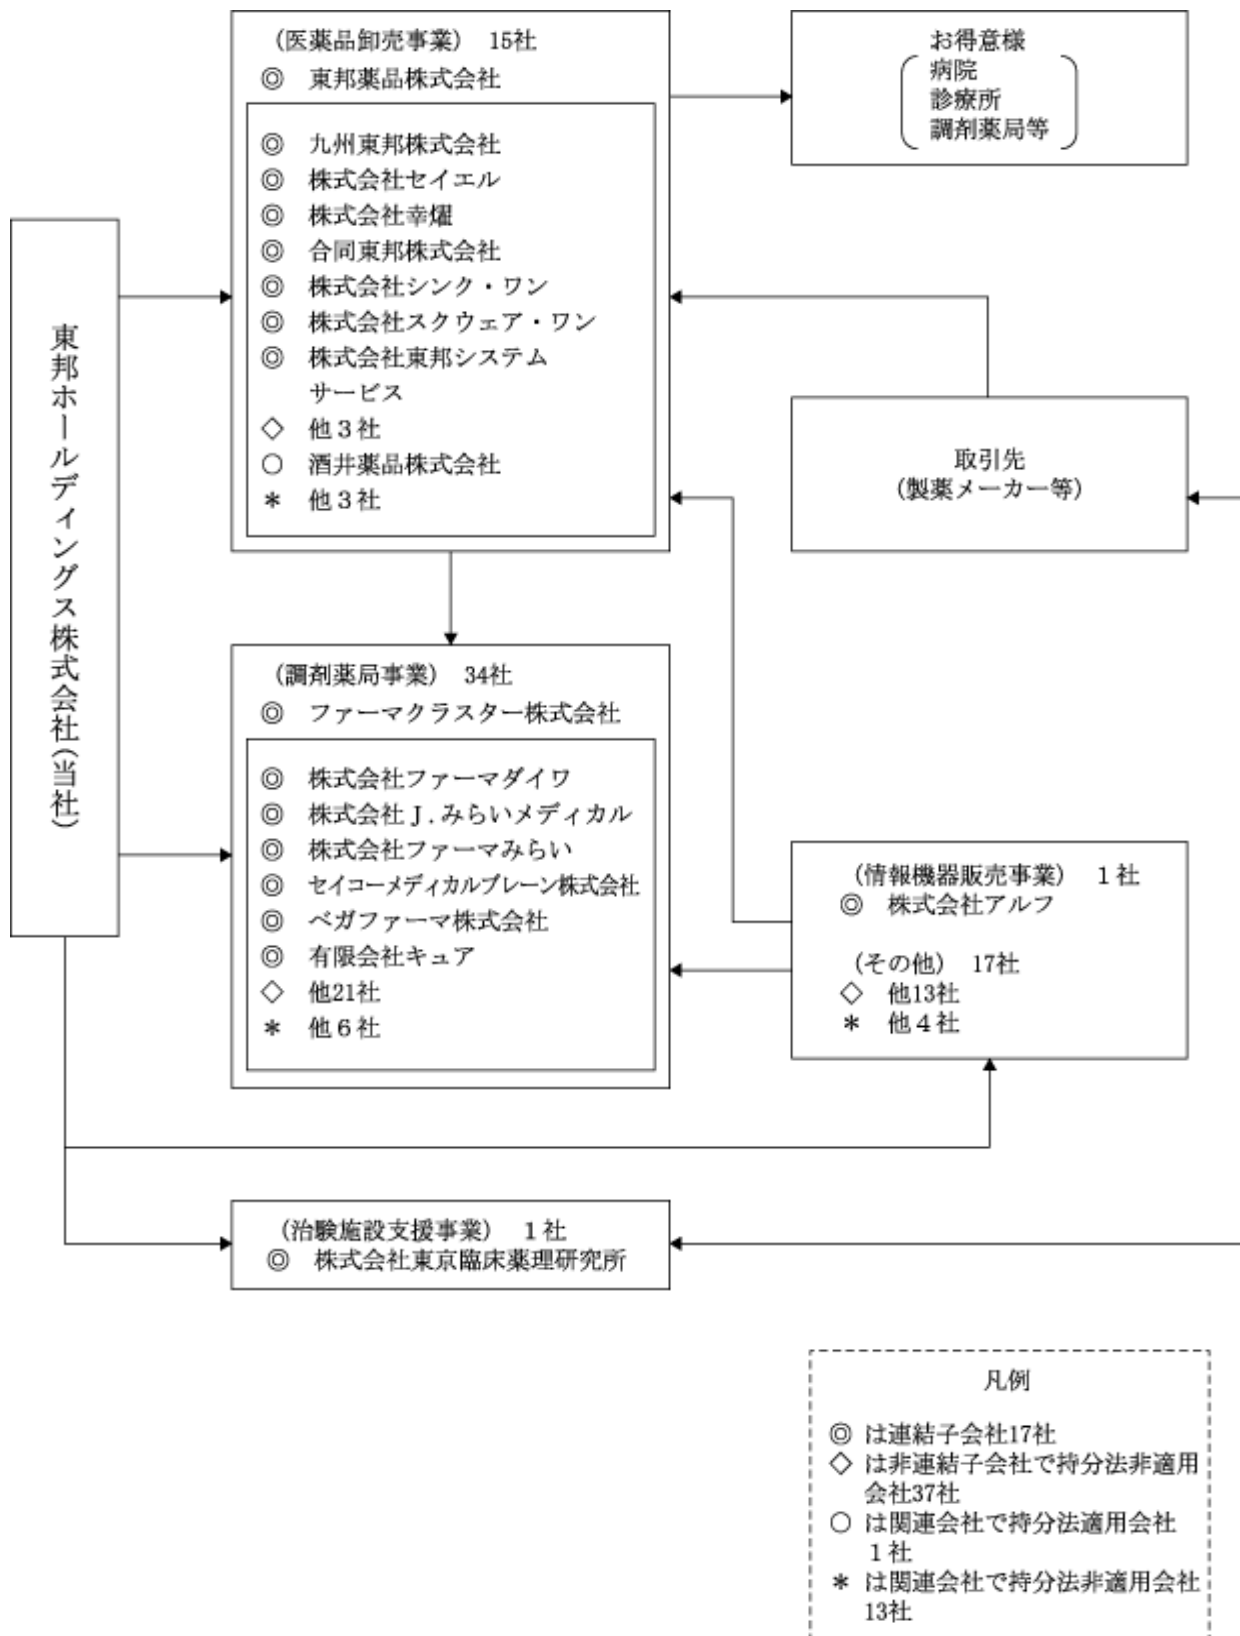 東邦ホールディングス株式会社(当社)
(医薬品卸売事業) 15社
◎ 東邦薬品株式会社
◎ 九州東邦株式会社
◎ 株式会社セイエル
◎ 株式会社幸燿
◎ 合同東邦株式会社
◎ 株式会社シンク・ワン
◎ 株式会社スクウェア・ワン
◎ 株式会社東邦システム
サービス
◇ 他3社
○ 酒井薬品株式会社
* 他3社
お得意様
病院
診療所
調剤薬局等
取引先
(製薬メーカー等)
(調剤薬局事業) 34社
◎ ファーマクラスター株式会社
◎ 株式会社ファーマダイワ
◎ 株式会社J.みらいメディカル
◎ 株式会社ファーマみらい
◎ セイコーメディカルブレーン株式会社
◎ ベガファーマ株式会社
◎ 有限会社キュア
◇ 他21社
* 他6社
(情報機器販売事業) 1社
◎ 株式会社アルフ
(その他) 17社
◇ 他13社
* 他4社
(治験施設支援事業) 1社
◎ 株式会社東京臨床薬理研究所
凡例
◎ は連結子会社17社
◇ は非連結子会社で持分法非適用
会社37社
○ は関連会社で持分法適用会社
1社
* は関連会社で持分法非適用会社
13社